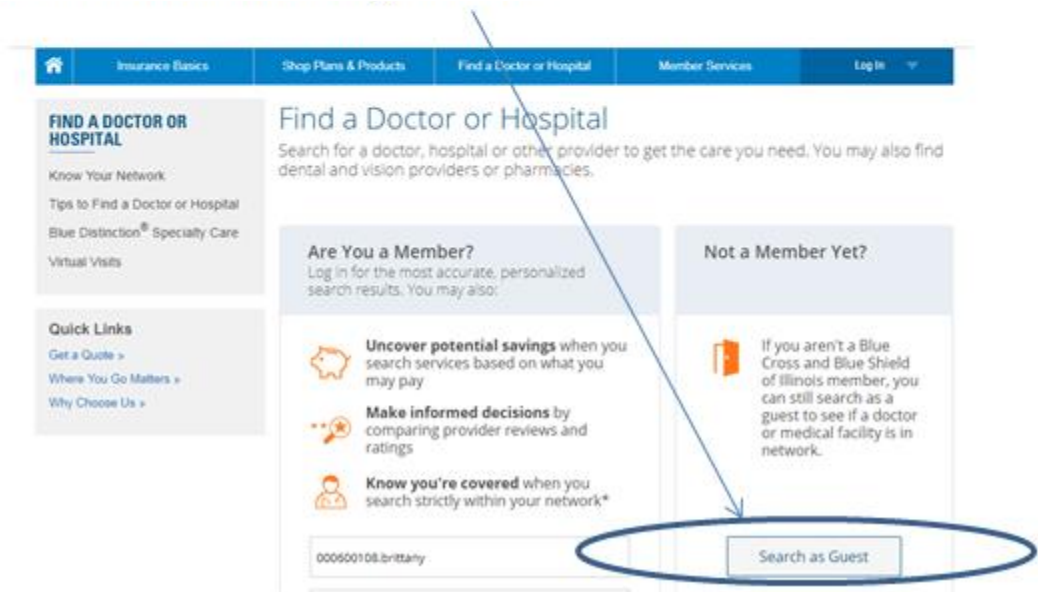 Insurance Basics
Shop Plans & Products
Find a Doctor or Hospital
Member Services
Log In
FIND A DOCTOR OR
HOSPITAL
Know Your Network
Tips to Find a Doctor or Hospital
Blue Distinction® Specialty Care
Virtual Visits
Quick Links
Get a Quote »
Where You Go Matters »
Why Choose Us »
Find a Doctor or Hospital
Search for a doctor, hospital or other provider to get the care you need. You may also find
dental and vision providers or pharmacies.
Are You a Member?
Log in for the most accurate, personalized
search results. You may also:
Uncover potential savings when you
search services based on what you
may pay
Make informed decisions by
comparing provider reviews and
ratings
Know you're covered when you
search strictly within your network*
000600108.brittany
Not a Member Yet?
If you aren't a Blue
Cross and Blue Shield
of Illinois member, you
can still search as a
guest to see if a doctor
or medical facility is in
network.
Search as Guest